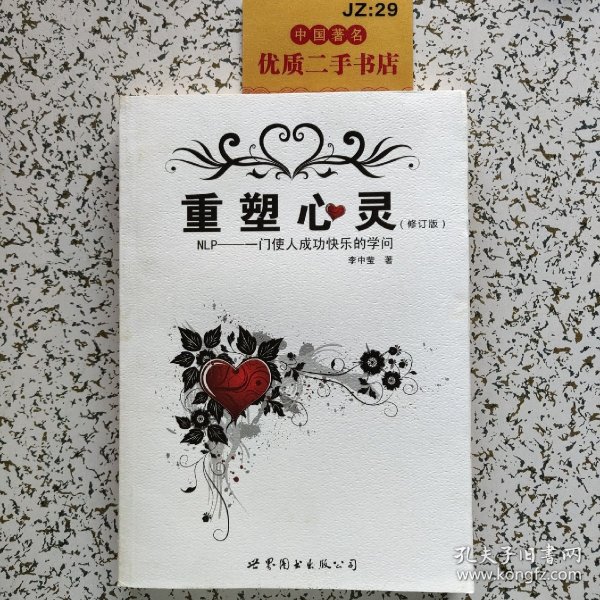 JZ:29
中国著名
优质二手书店
重塑心灵(修订版)
NLP——一门使人成功快乐的学问
李中莹 著
世界图书出版公司
孔夫子旧书网
www.kongfz.com